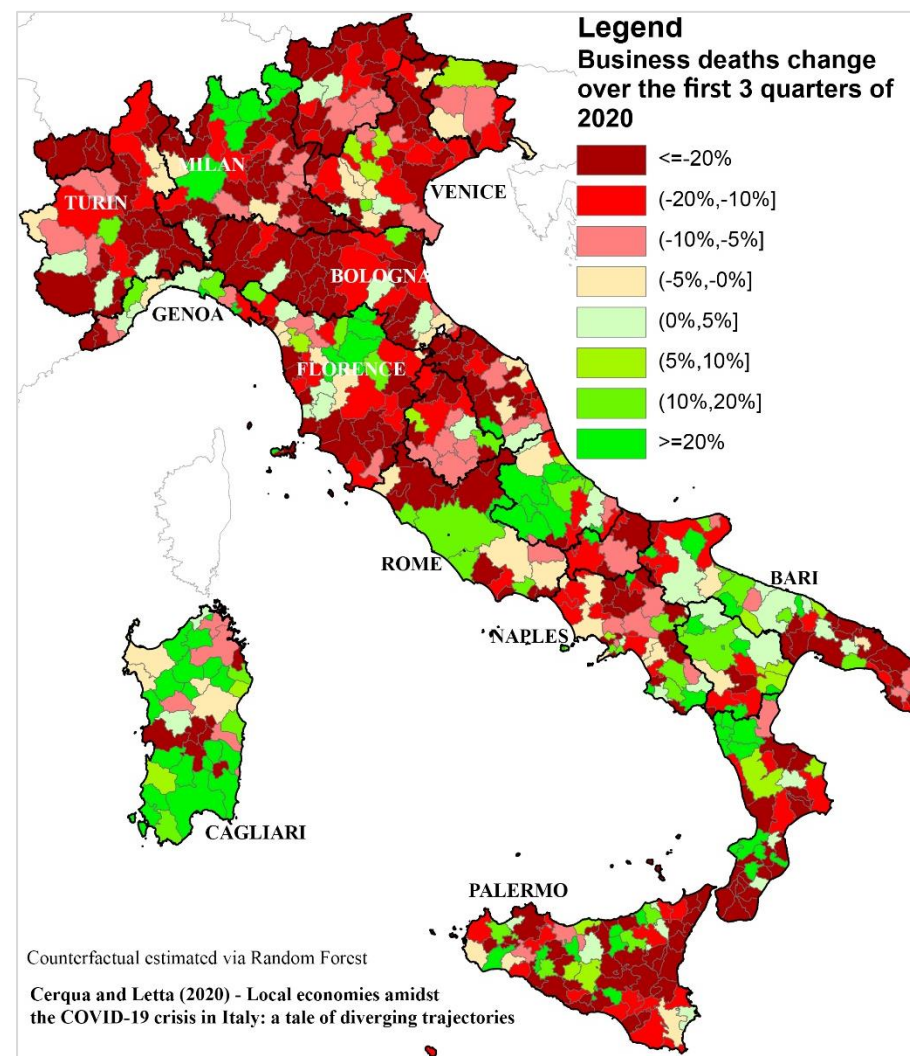 Legend
Business deaths change
over the first 3 quarters of
2020
<=-20%
(-20%,-10%]
(-10%,-5%]
(-5%,-0%]
(0%,5%]
(5%,10%]
(10%,20%]
>=20%
MILAN
VENICE
TURIN
BOLOGNA
GENOA
FLORENCE
ROME
BARI
NAPLES
CAGLIARI
PALERMO
Counterfactual estimated via Random Forest
Cerqua and Letta (2020) - Local economies amidst
the COVID-19 crisis in Italy: a tale of diverging trajectories